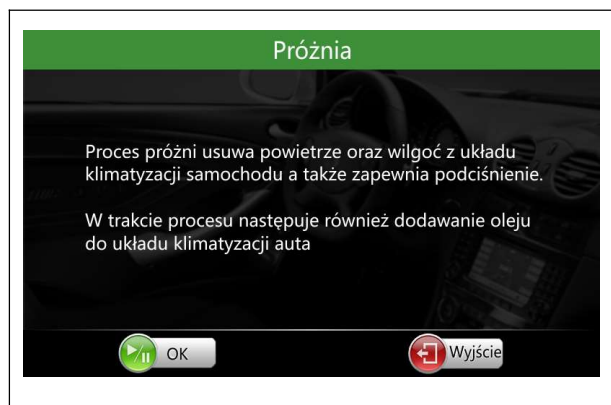 Próżnia
Proces próżni usuwa powietrze oraz wilgoć z układu
klimatyzacji samochodu a także zapewnia podciśnienie.
W trakcie procesu następuje również dodawanie oleju
do układu klimatyzacji auta
OK
Wyjście